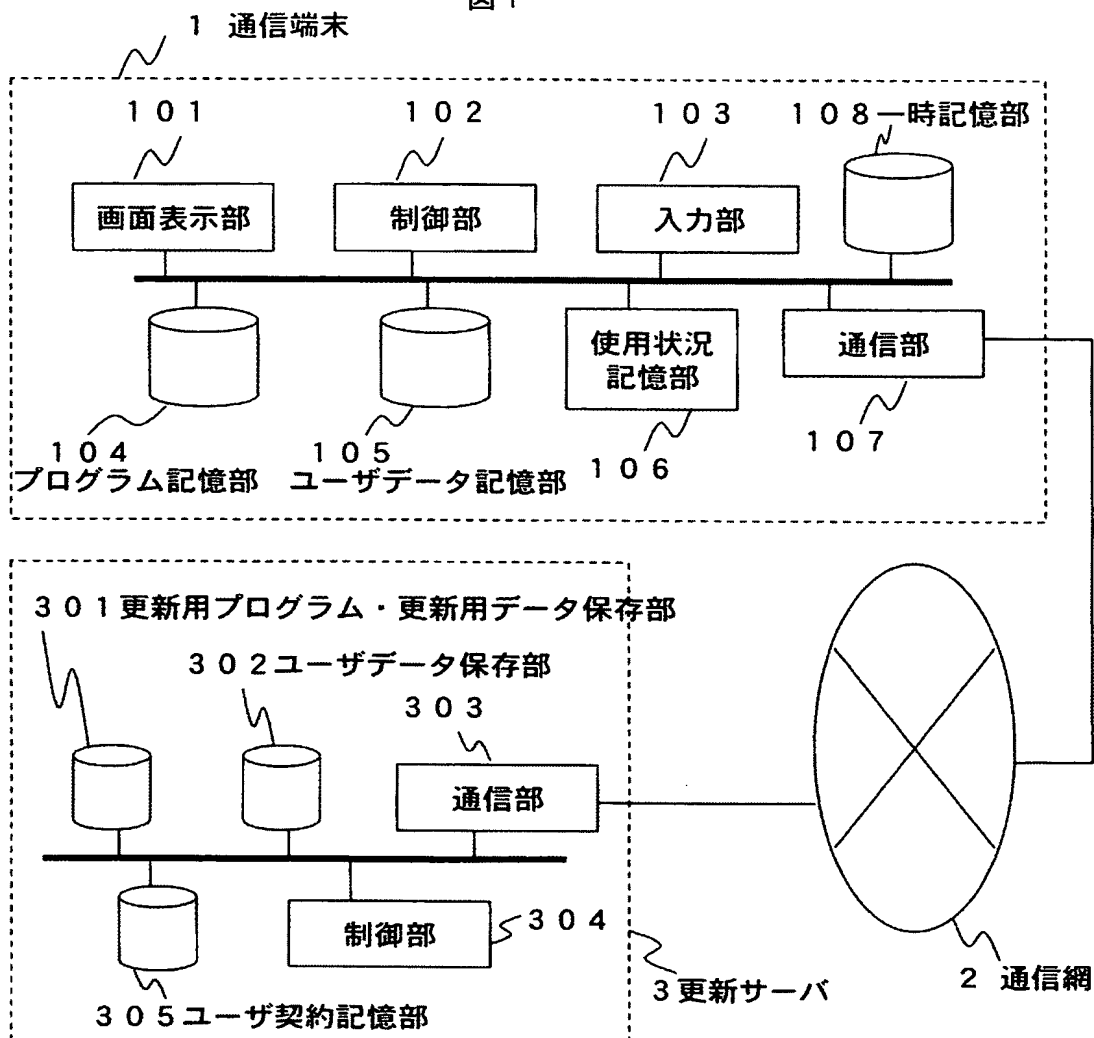 図1
1 通信端末
101
102
103
108一時記憶部
画面表示部
制御部
入力部
使用状況
記憶部
通信部
104
プログラム記憶部
105
ユーザデータ記憶部
106
107
301更新用プログラム・更新用データ保存部
302ユーザデータ保存部
303
通信部
制御部
304
305ユーザ契約記憶部
3更新サーバ
2 通信網